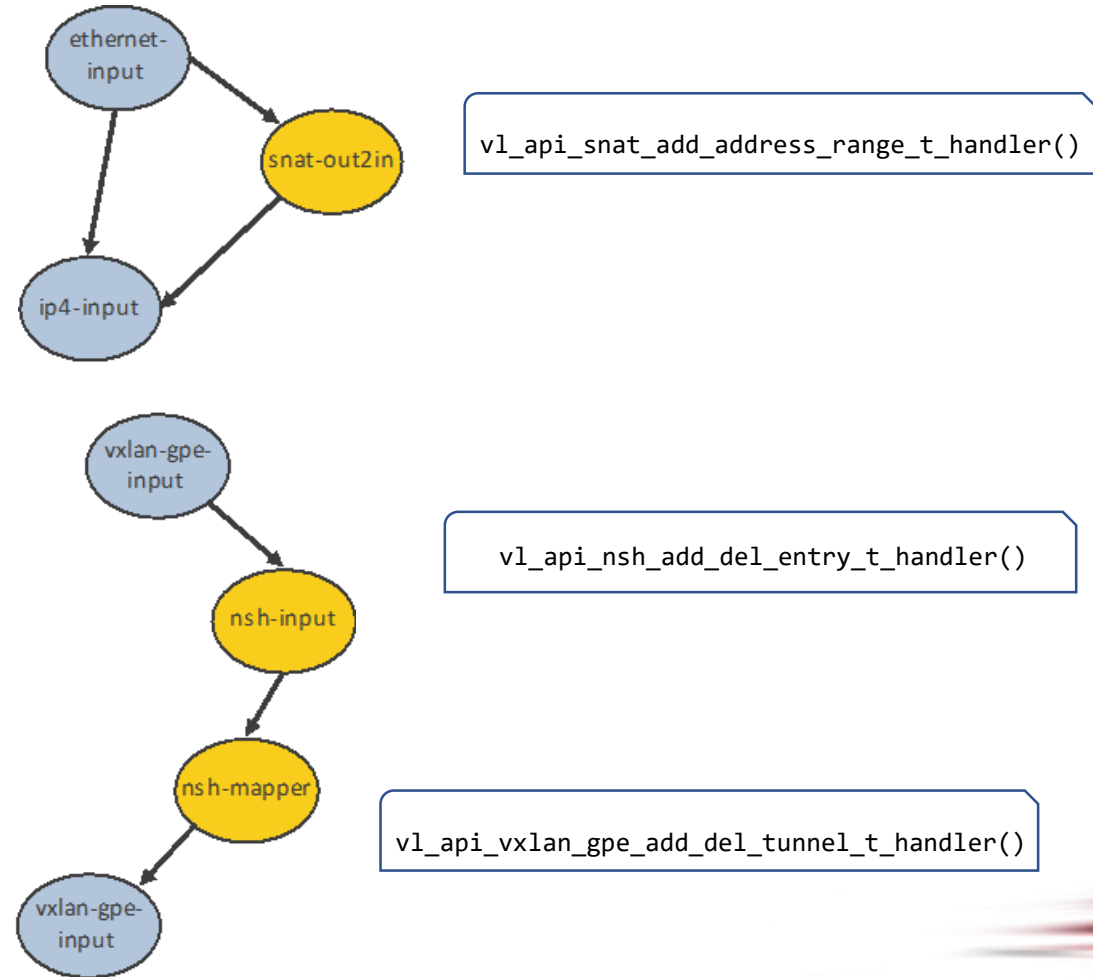 ethernet-
input
snat-out2in
vl_api_snat_add_address_range_t_handler()
ip4-input
vxlan-gpe-
input
nsh-input
vl_api_nsh_add_del_entry_t_handler()
nsh-mapper
vl_api_vxlan_gpe_add_del_tunnel_t_handler()
vxlan-gpe-
input